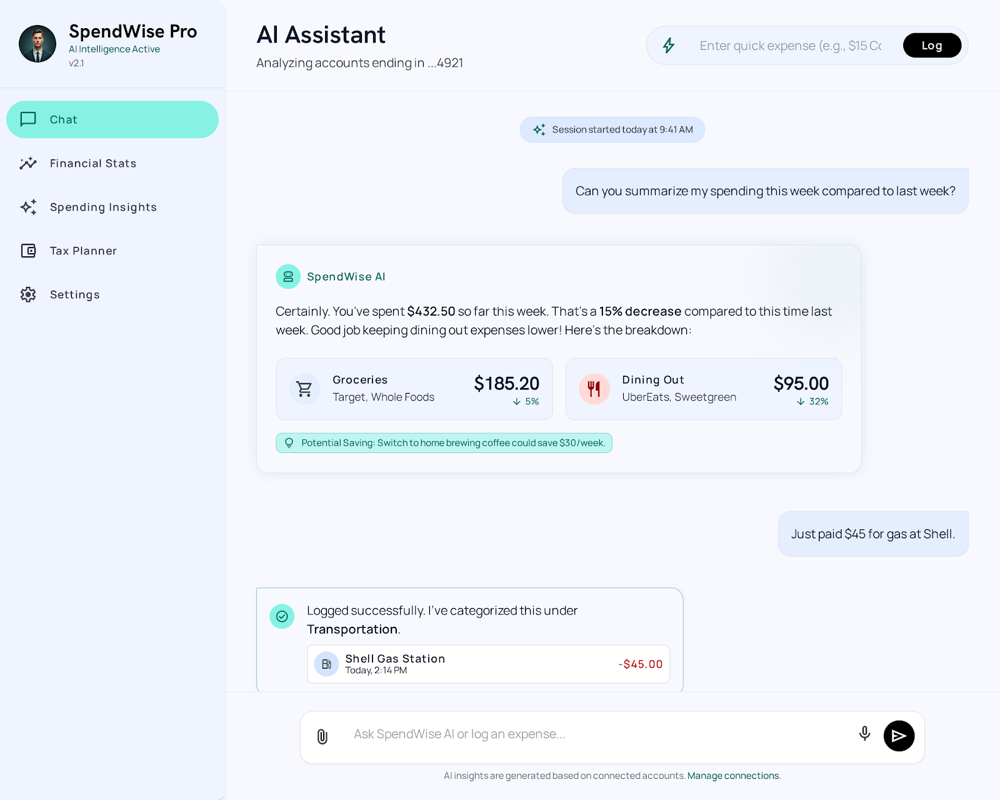 SpendWise Pro
AI Intelligence Active
v2.1
Chat
Financial Stats
Spending Insights
Tax Planner
Settings
AI Assistant
Analyzing accounts ending in ...4921
Enter quick expense (e.g., $15 Co
Log
Session started today at 9:41 AM
Can you summarize my spending this week compared to last week?
SpendWise AI
Certainly. You've spent $432.50 so far this week. That's a 15% decrease compared to this time last
week. Good job keeping dining out expenses lower! Here's the breakdown:
Groceries
Target, Whole Foods
$185.20
↓ 5%
Dining Out
UberEats, Sweetgreen
$95.00
↓ 32%
Potential Saving: Switch to home brewing coffee could save $30/week.
Just paid $45 for gas at Shell.
Logged successfully. I've categorized this under
Transportation.
Shell Gas Station
Today, 2:14 PM
-$45.00
Ask SpendWise AI or log an expense...
AI insights are generated based on connected accounts. Manage connections.